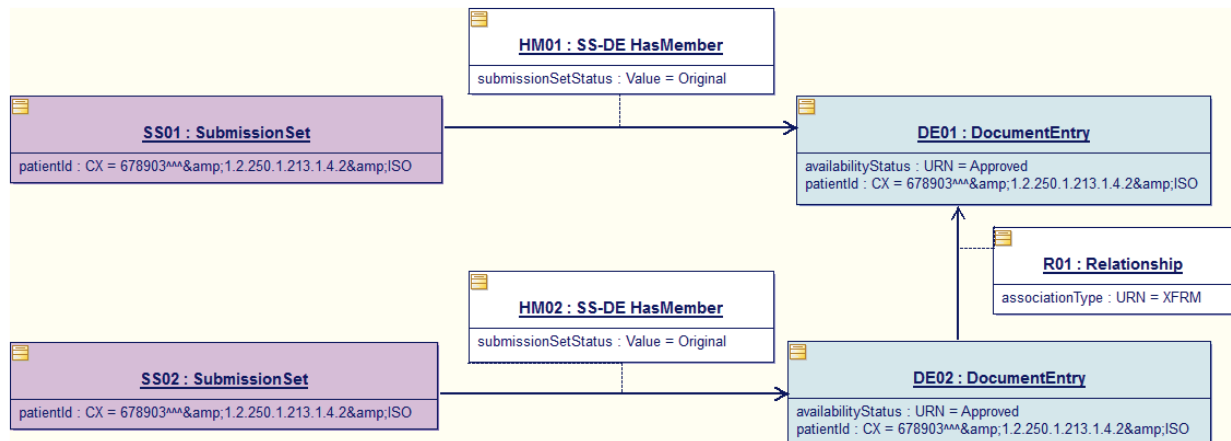 HM01 : SS-DE HasMember
submissionSetStatus : Value = Original
SS01 : SubmissionSet
patientId : CX = 678903^^^&amp;1.2.250.1.213.1.4.2&amp;ISO
DE01 : DocumentEntry
availabilityStatus : URN = Approved
patientId : CX = 678903^^^&amp;1.2.250.1.213.1.4.2&amp;ISO
R01 : Relationship
associationType : URN = XFRM
HM02 : SS-DE HasMember
submissionSetStatus : Value = Original
SS02 : SubmissionSet
patientId : CX = 678903^^^&amp;1.2.250.1.213.1.4.2&amp;ISO
DE02 : DocumentEntry
availabilityStatus : URN = Approved
patientId : CX = 678903^^^&amp;1.2.250.1.213.1.4.2&amp;ISO